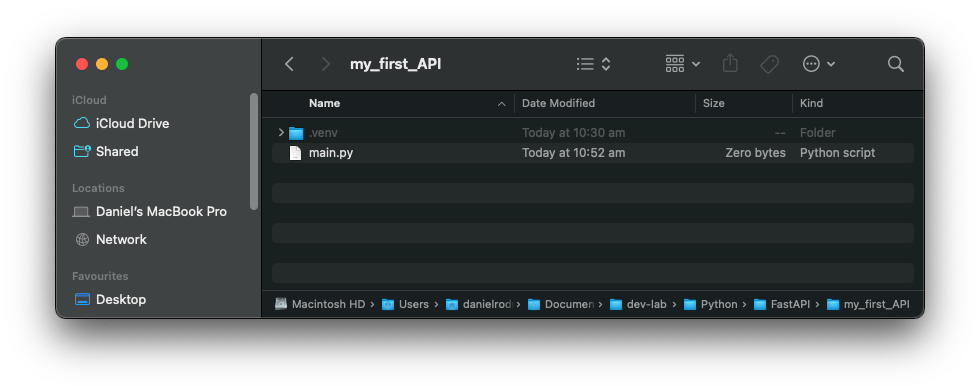 my_first_API
iCloud
iCloud Drive
Shared
Locations
Daniel's MacBook Pro
Network
Favourites
Desktop
Name Date Modified Size Kind
.venv Today at 10:30 am -- Folder
main.py Today at 10:52 am Zero bytes Python script
Macintosh HD › Users › danielrod › Documen › dev-lab › Python › FastAPI › my_first_API